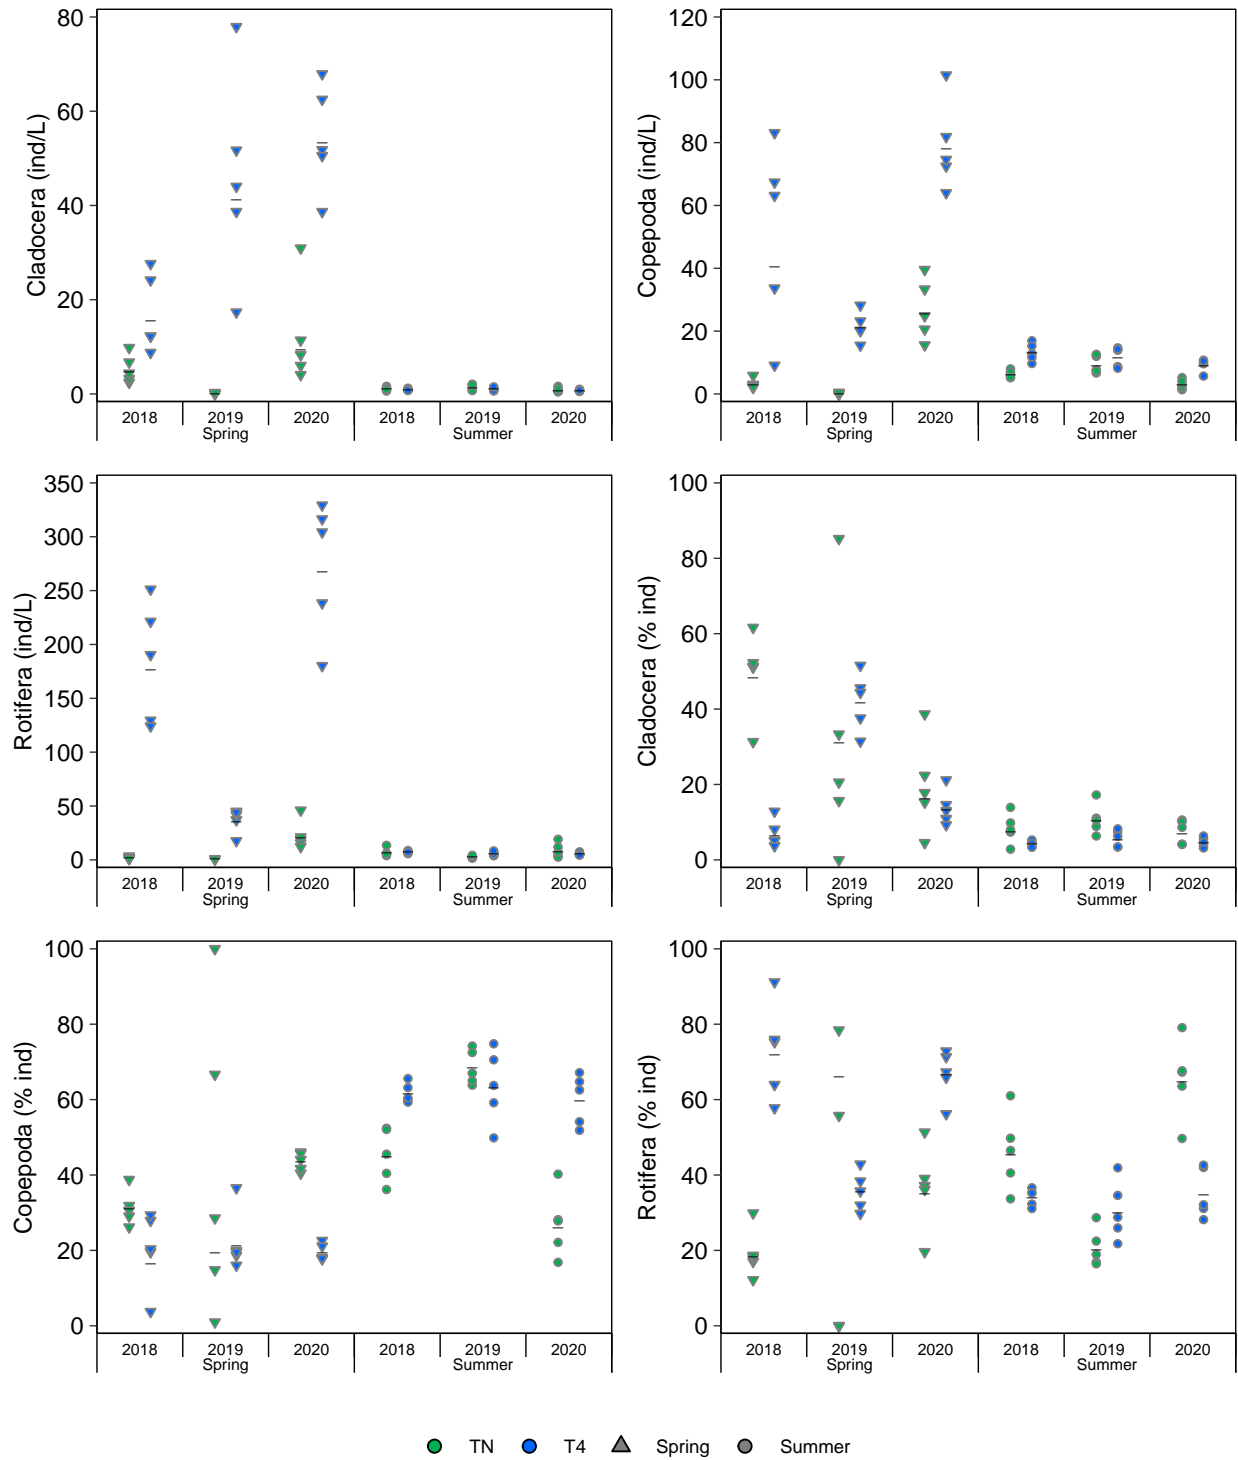 80
60
40
20
0
Cladocera (ind/L)
2018 2019 2020 2018 2019 2020
Spring Summer
120
100
80
60
40
20
0
Copepoda (ind/L)
2018 2019 2020 2018 2019 2020
Spring Summer
350
300
250
200
150
100
50
0
Rotifera (ind/L)
2018 2019 2020 2018 2019 2020
Spring Summer
100
80
60
40
20
0
Cladocera (% ind)
2018 2019 2020 2018 2019 2020
Spring Summer
100
80
60
40
20
0
Copepoda (% ind)
2018 2019 2020 2018 2019 2020
Spring Summer
100
80
60
40
20
0
Rotifera (% ind)
2018 2019 2020 2018 2019 2020
Spring Summer
TN T4 Spring Summer